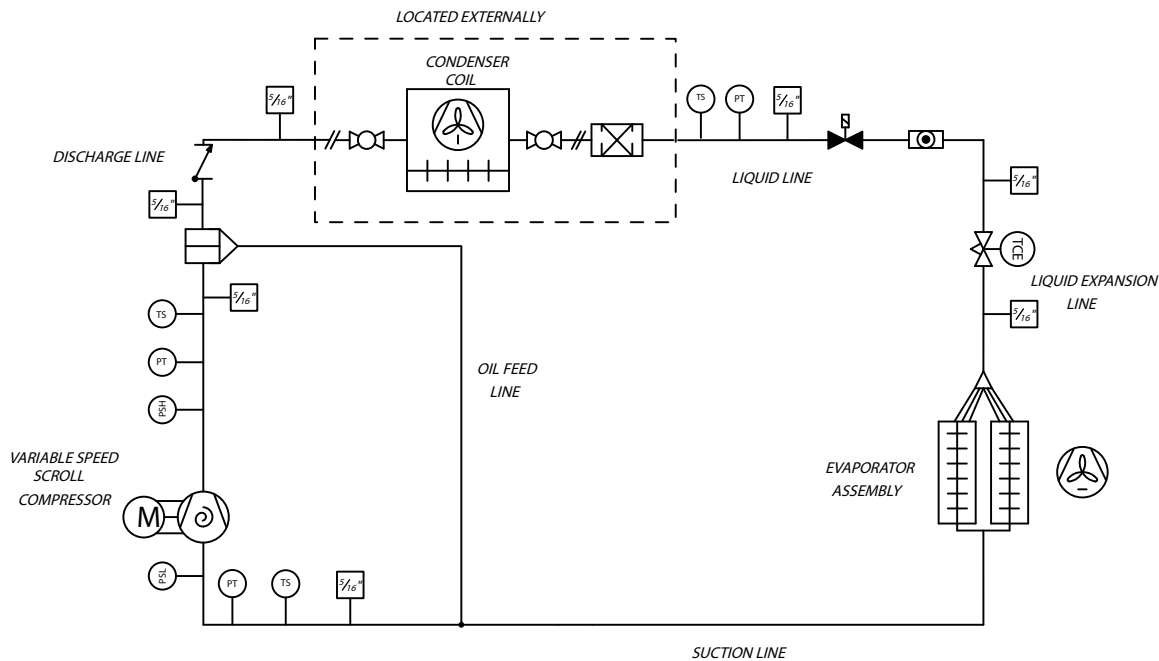 LOCATED EXTERNALLY
CONDENSER
COIL
5/16"
TS
PT
5/16"
DISCHARGE LINE
LIQUID LINE
5/16"
5/16"
TCE
LIQUID EXPANSION
LINE
5/16"
5/16"
TS
PT
PSH
OIL FEED
LINE
VARIABLE SPEED
SCROLL
COMPRESSOR
M
EVAPORATOR
ASSEMBLY
PSL
PT
TS
5/16"
SUCTION LINE